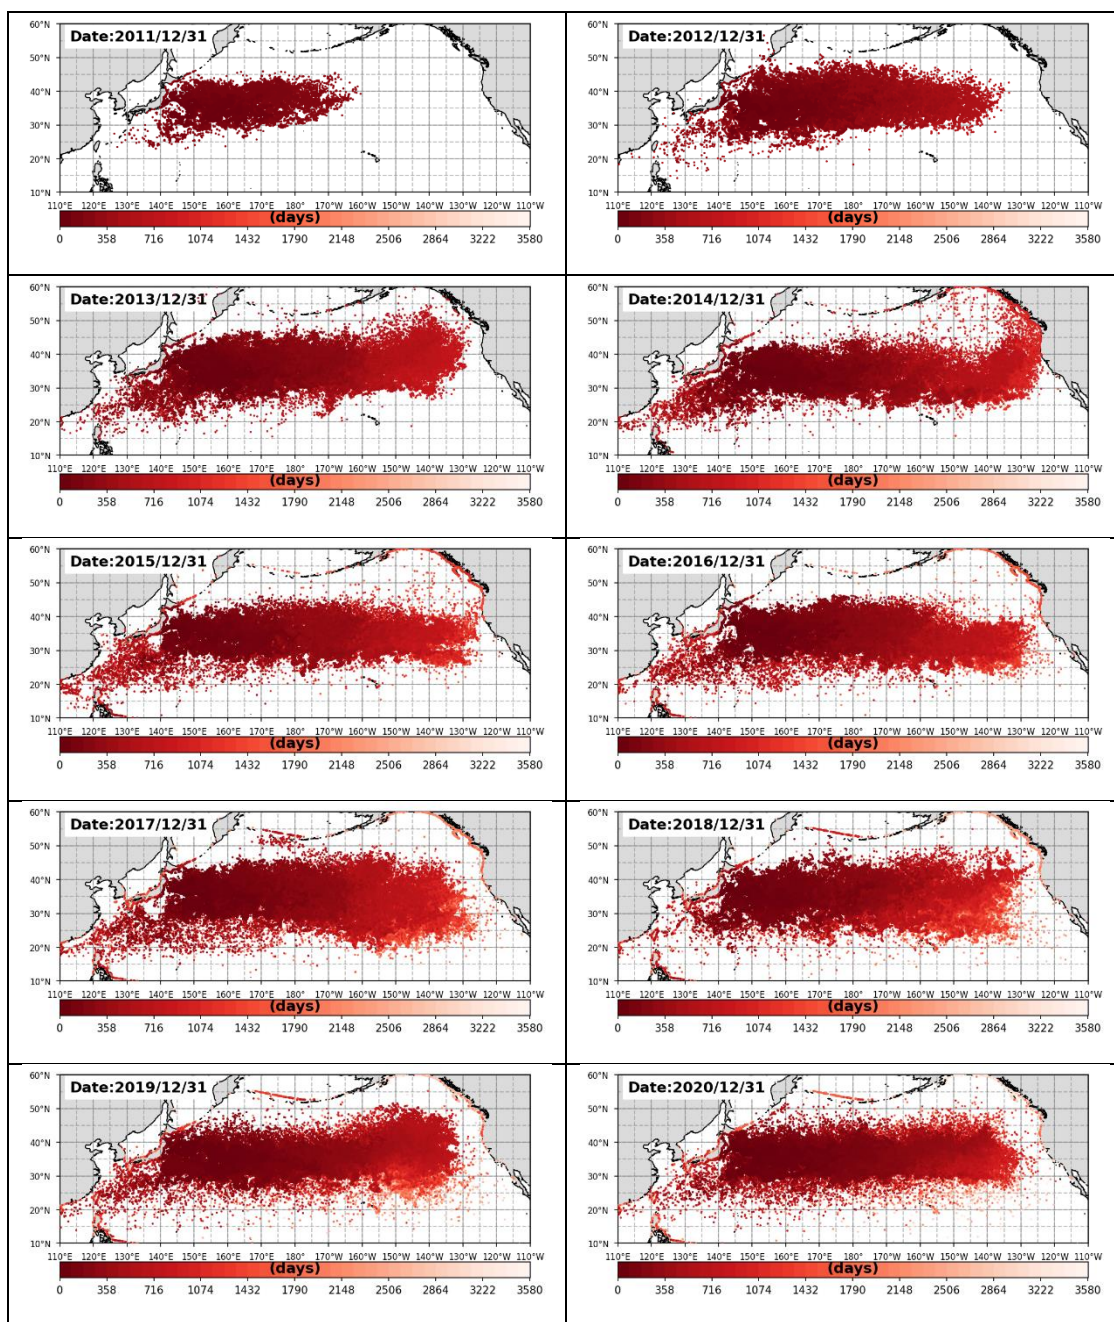 60°N
Date:2011/12/31
50°N
40°N
30°N
20°N
10°N
110°E 120°E 130°E 140°E 150°E 160°E 170°E 180° 170°W 160°W 150°W 140°W 130°W 120°W 110°W
(days)
0 358 716 1074 1432 1790 2148 2506 2864 3222 3580
60°N
Date:2012/12/31
50°N
40°N
30°N
20°N
10°N
110°E 120°E 130°E 140°E 150°E 160°E 170°E 180° 170°W 160°W 150°W 140°W 130°W 120°W 110°W
(days)
0 358 716 1074 1432 1790 2148 2506 2864 3222 3580
60°N
Date:2013/12/31
50°N
40°N
30°N
20°N
10°N
110°E 120°E 130°E 140°E 150°E 160°E 170°E 180° 170°W 160°W 150°W 140°W 130°W 120°W 110°W
(days)
0 358 716 1074 1432 1790 2148 2506 2864 3222 3580
60°N
Date:2014/12/31
50°N
40°N
30°N
20°N
10°N
110°E 120°E 130°E 140°E 150°E 160°E 170°E 180° 170°W 160°W 150°W 140°W 130°W 120°W 110°W
(days)
0 358 716 1074 1432 1790 2148 2506 2864 3222 3580
60°N
Date:2015/12/31
50°N
40°N
30°N
20°N
10°N
110°E 120°E 130°E 140°E 150°E 160°E 170°E 180° 170°W 160°W 150°W 140°W 130°W 120°W 110°W
(days)
0 358 716 1074 1432 1790 2148 2506 2864 3222 3580
60°N
Date:2016/12/31
50°N
40°N
30°N
20°N
10°N
110°E 120°E 130°E 140°E 150°E 160°E 170°E 180° 170°W 160°W 150°W 140°W 130°W 120°W 110°W
(days)
0 358 716 1074 1432 1790 2148 2506 2864 3222 3580
60°N
Date:2017/12/31
50°N
40°N
30°N
20°N
10°N
110°E 120°E 130°E 140°E 150°E 160°E 170°E 180° 170°W 160°W 150°W 140°W 130°W 120°W 110°W
(days)
0 358 716 1074 1432 1790 2148 2506 2864 3222 3580
60°N
Date:2018/12/31
50°N
40°N
30°N
20°N
10°N
110°E 120°E 130°E 140°E 150°E 160°E 170°E 180° 170°W 160°W 150°W 140°W 130°W 120°W 110°W
(days)
0 358 716 1074 1432 1790 2148 2506 2864 3222 3580
60°N
Date:2019/12/31
50°N
40°N
30°N
20°N
10°N
110°E 120°E 130°E 140°E 150°E 160°E 170°E 180° 170°W 160°W 150°W 140°W 130°W 120°W 110°W
(days)
0 358 716 1074 1432 1790 2148 2506 2864 3222 3580
60°N
Date:2020/12/31
50°N
40°N
30°N
20°N
10°N
110°E 120°E 130°E 140°E 150°E 160°E 170°E 180° 170°W 160°W 150°W 140°W 130°W 120°W 110°W
(days)
0 358 716 1074 1432 1790 2148 2506 2864 3222 3580